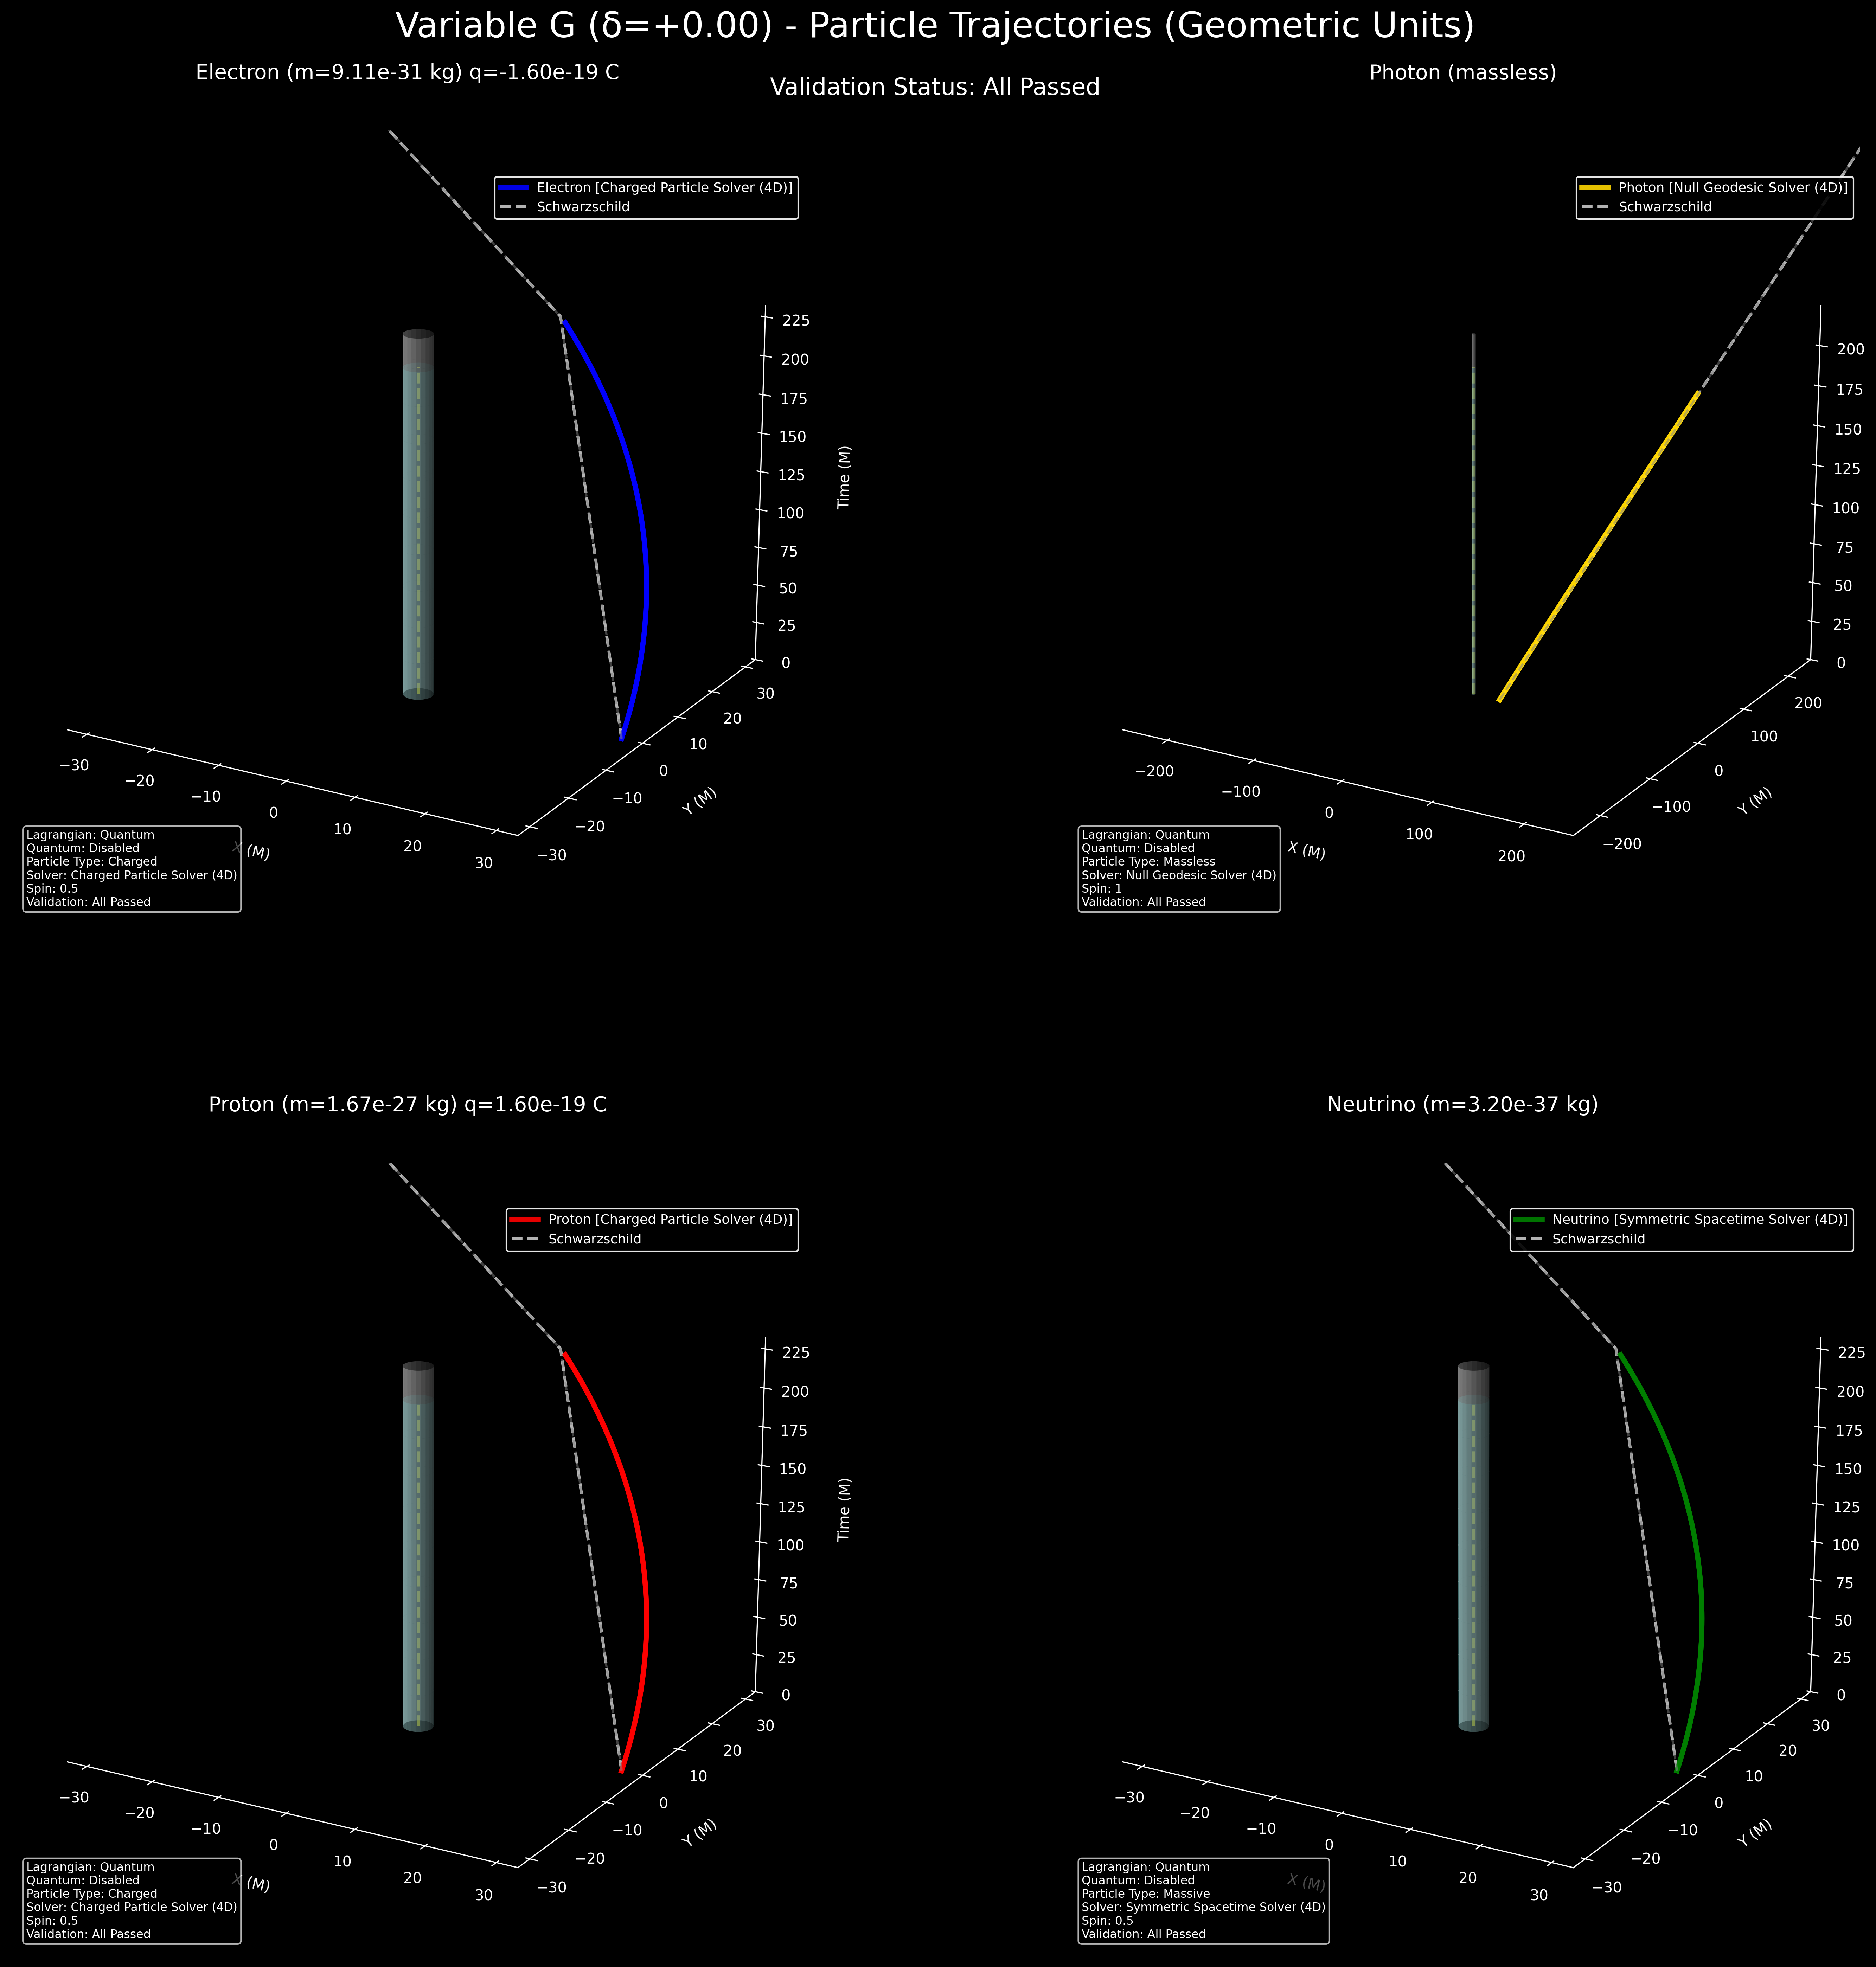 Variable G (δ=+0.00) - Particle Trajectories (Geometric Units)
Validation Status: All Passed
Electron (m=9.11e-31 kg) q=-1.60e-19 C
Electron [Charged Particle Solver (4D)]
Schwarzschild
225
200
175
150
125
100
75
50
25
0
Time (M)
30
20
10
0
−10
−20
−30
Y (M)
−30
−20
−10
0
10
20
30
X (M)
Lagrangian: Quantum
Quantum: Disabled
Particle Type: Charged
Solver: Charged Particle Solver (4D)
Spin: 0.5
Validation: All Passed
Photon (massless)
Photon [Null Geodesic Solver (4D)]
Schwarzschild
200
175
150
125
100
75
50
25
0
200
100
0
−100
−200
Y (M)
−200
−100
0
100
200
X (M)
Lagrangian: Quantum
Quantum: Disabled
Particle Type: Massless
Solver: Null Geodesic Solver (4D)
Spin: 1
Validation: All Passed
Proton (m=1.67e-27 kg) q=1.60e-19 C
Proton [Charged Particle Solver (4D)]
Schwarzschild
225
200
175
150
125
100
75
50
25
0
Time (M)
30
20
10
0
−10
−20
−30
Y (M)
−30
−20
−10
0
10
20
30
X (M)
Lagrangian: Quantum
Quantum: Disabled
Particle Type: Charged
Solver: Charged Particle Solver (4D)
Spin: 0.5
Validation: All Passed
Neutrino (m=3.20e-37 kg)
Neutrino [Symmetric Spacetime Solver (4D)]
Schwarzschild
225
200
175
150
125
100
75
50
25
0
30
20
10
0
−10
−20
−30
Y (M)
−30
−20
−10
0
10
20
30
X (M)
Lagrangian: Quantum
Quantum: Disabled
Particle Type: Massive
Solver: Symmetric Spacetime Solver (4D)
Spin: 0.5
Validation: All Passed